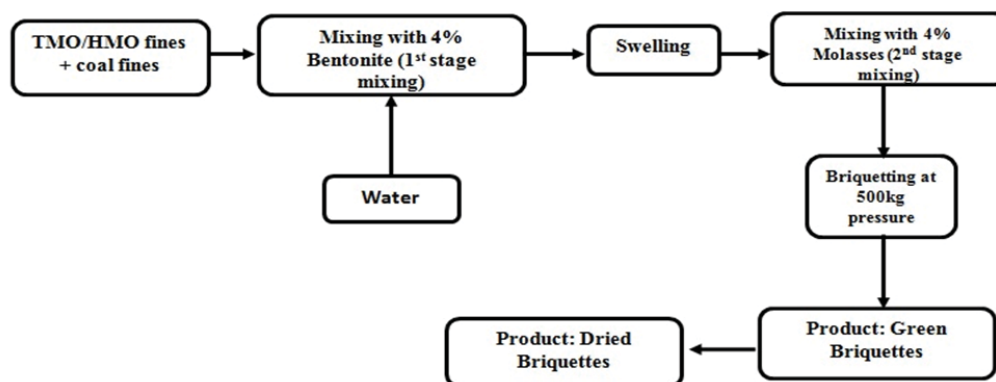 TMO/HMO fines
+ coal fines
Mixing with 4%
Bentonite (1st stage
mixing)
Swelling
Mixing with 4%
Molasses (2nd stage
mixing)
Water
Briquetting at
500kg
pressure
Product: Green
Briquettes
Product: Dried
Briquettes